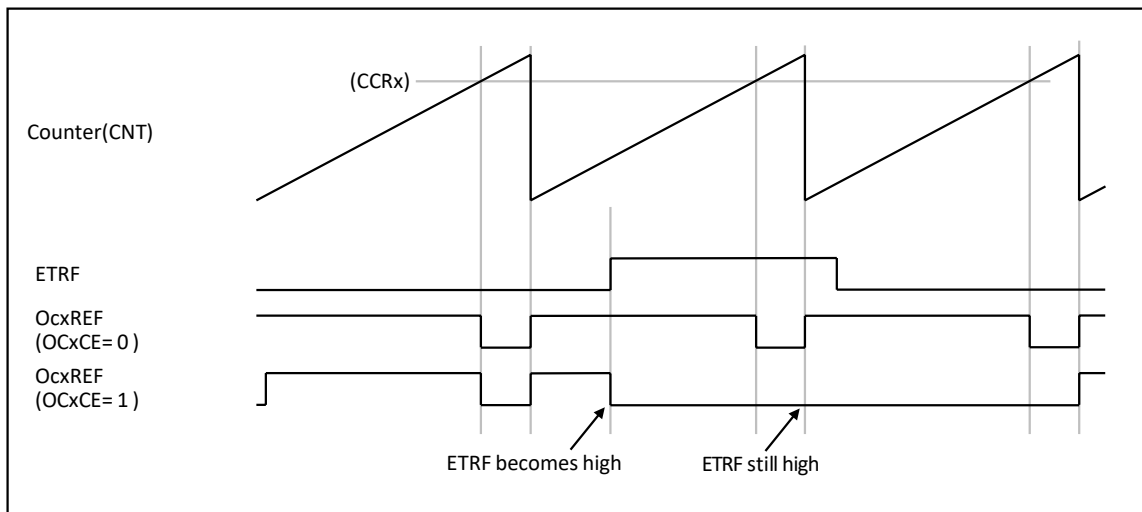 (CCRx)
Counter(CNT)
ETRF
OcxREF
(OCxCE= 0 )
OcxREF
(OCxCE= 1 )
ETRF becomes high
ETRF still high